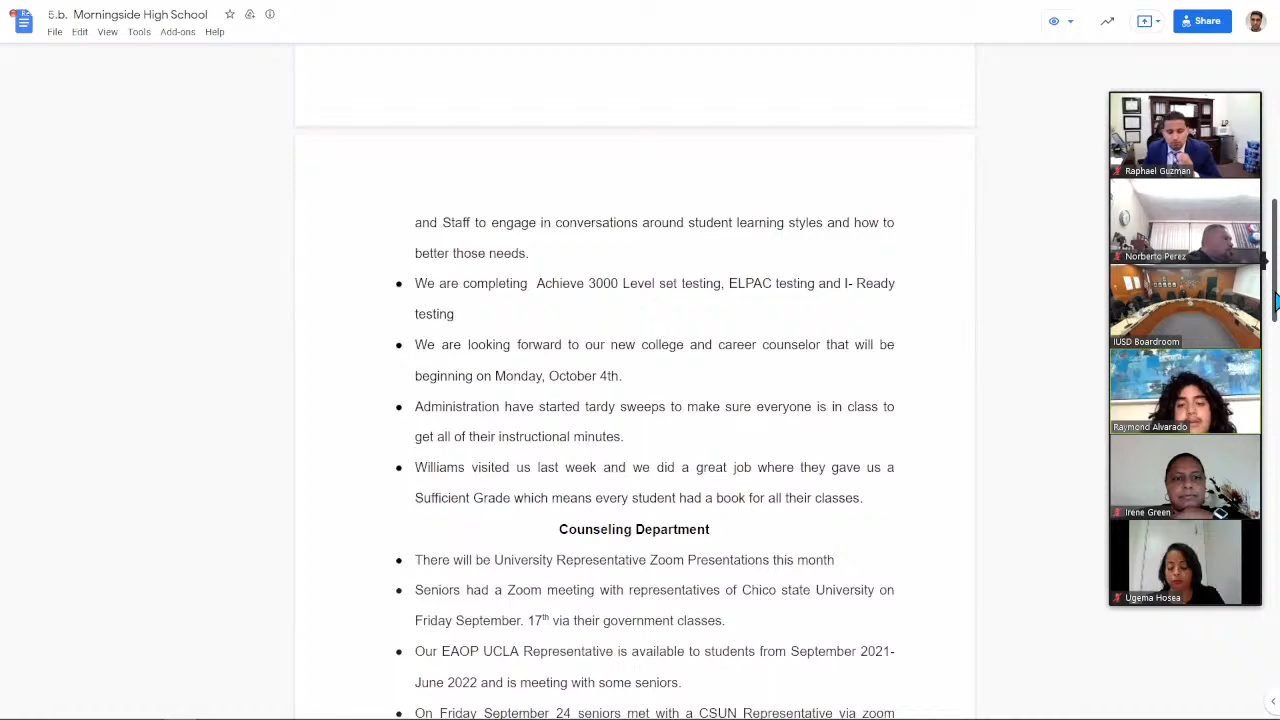 5.b. Morningside High School
File Edit View Tools Add-ons Help
Share
and Staff to engage in conversations around student learning styles and how to
better those needs.
● We are completing Achieve 3000 Level set testing, ELPAC testing and I- Ready
testing
● We are looking forward to our new college and career counselor that will be
beginning on Monday, October 4th.
● Administration have started tardy sweeps to make sure everyone is in class to
get all of their instructional minutes.
● Williams visited us last week and we did a great job where they gave us a
Sufficient Grade which means every student had a book for all their classes.
Counseling Department
● There will be University Representative Zoom Presentations this month
● Seniors had a Zoom meeting with representatives of Chico state University on
Friday September. 17th via their government classes.
● Our EAOP UCLA Representative is available to students from September 2021-
June 2022 and is meeting with some seniors.
● On Friday September 24 seniors met with a CSUN Representative via zoom
Raphael Guzman
Norberto Perez
IUSD Boardroom
Raymond Alvarado
Irene Green
Ugema Hosea